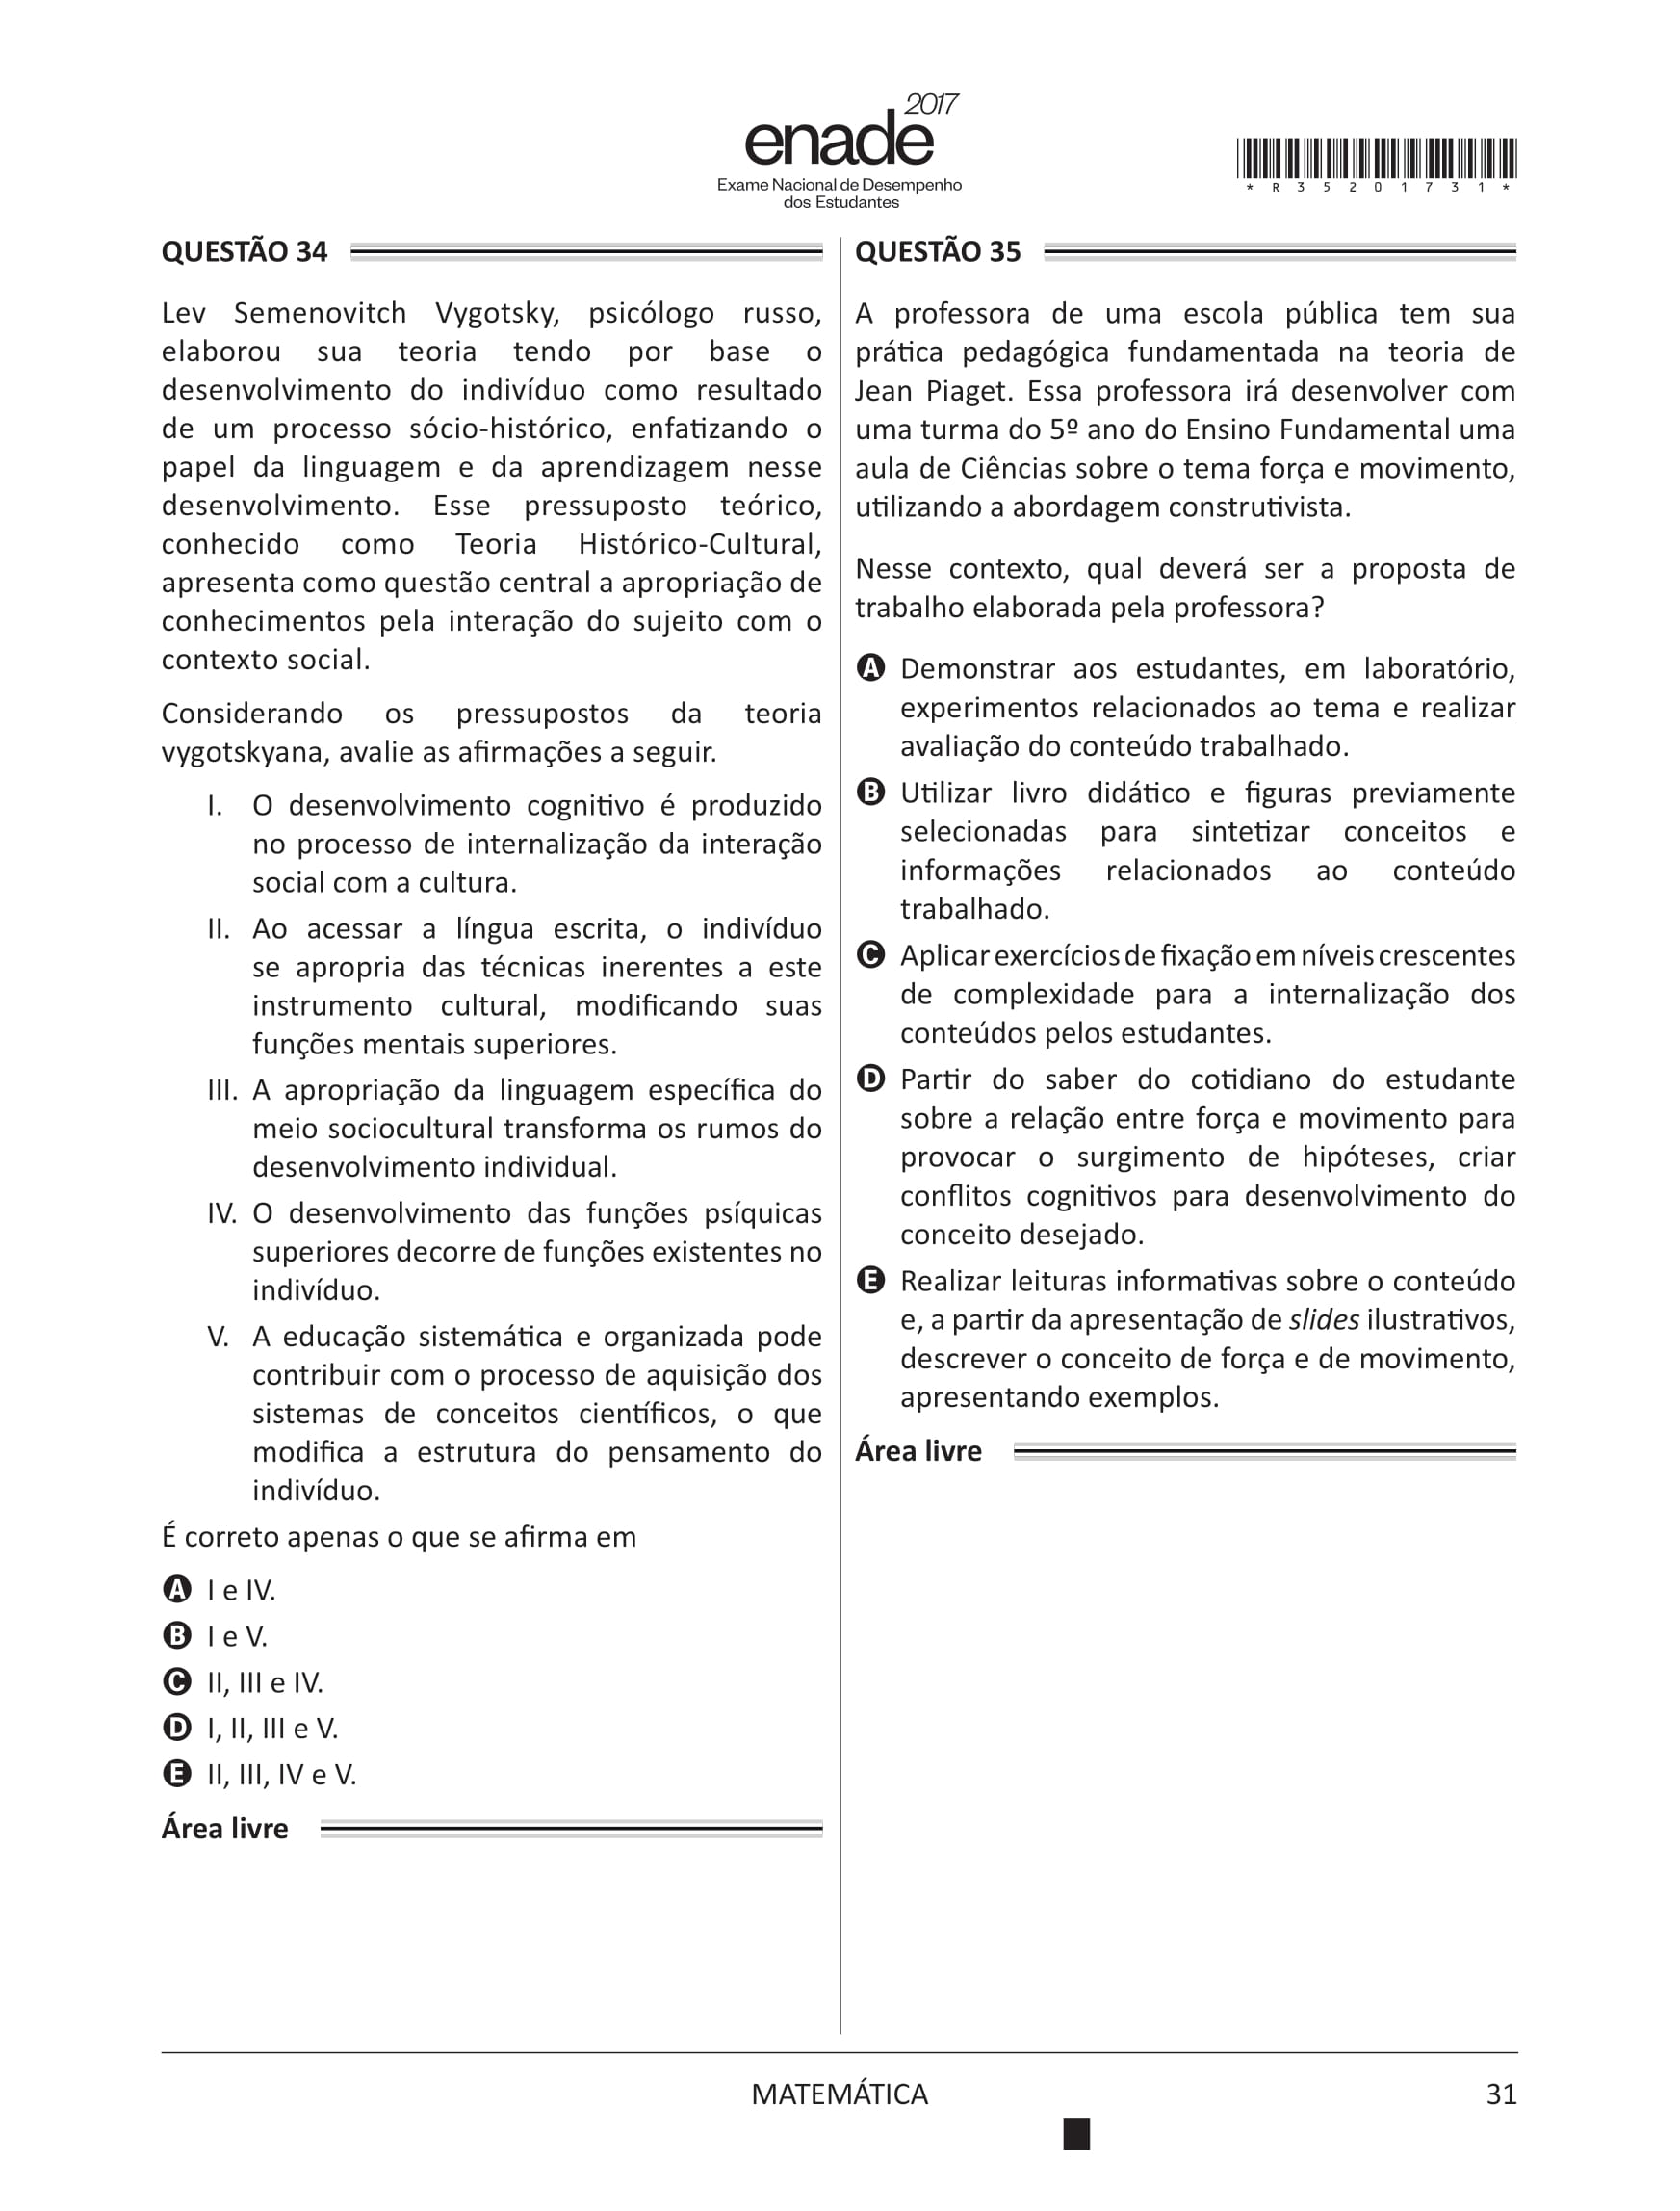 2017
enade
Exame Nacional de Desempenho
dos Estudantes
* R 3 5 2 0 1 7 3 1 *
QUESTÃO 34
Lev Semenovitch Vygotsky, psicólogo russo,
elaborou sua teoria tendo por base o
desenvolvimento do indivíduo como resultado
de um processo sócio-histórico, enfatizando o
papel da linguagem e da aprendizagem nesse
desenvolvimento. Esse pressuposto teórico,
conhecido como Teoria Histórico-Cultural,
apresenta como questão central a apropriação de
conhecimentos pela interação do sujeito com o
contexto social.
Considerando os pressupostos da teoria
vygotskyana, avalie as afirmações a seguir.
I. O desenvolvimento cognitivo é produzido
no processo de internalização da interação
social com a cultura.
II. Ao acessar a língua escrita, o indivíduo
se apropria das técnicas inerentes a este
instrumento cultural, modificando suas
funções mentais superiores.
III. A apropriação da linguagem específica do
meio sociocultural transforma os rumos do
desenvolvimento individual.
IV. O desenvolvimento das funções psíquicas
superiores decorre de funções existentes no
indivíduo.
V. A educação sistemática e organizada pode
contribuir com o processo de aquisição dos
sistemas de conceitos científicos, o que
modifica a estrutura do pensamento do
indivíduo.
É correto apenas o que se afirma em
A I e IV.
B I e V.
C II, III e IV.
D I, II, III e V.
E II, III, IV e V.
Área livre
QUESTÃO 35
A professora de uma escola pública tem sua
prática pedagógica fundamentada na teoria de
Jean Piaget. Essa professora irá desenvolver com
uma turma do 5º ano do Ensino Fundamental uma
aula de Ciências sobre o tema força e movimento,
utilizando a abordagem construtivista.
Nesse contexto, qual deverá ser a proposta de
trabalho elaborada pela professora?
A Demonstrar aos estudantes, em laboratório,
experimentos relacionados ao tema e realizar
avaliação do conteúdo trabalhado.
B Utilizar livro didático e figuras previamente
selecionadas para sintetizar conceitos e
informações relacionados ao conteúdo
trabalhado.
C Aplicar exercícios de fixação em níveis crescentes
de complexidade para a internalização dos
conteúdos pelos estudantes.
D Partir do saber do cotidiano do estudante
sobre a relação entre força e movimento para
provocar o surgimento de hipóteses, criar
conflitos cognitivos para desenvolvimento do
conceito desejado.
E Realizar leituras informativas sobre o conteúdo
e, a partir da apresentação de slides ilustrativos,
descrever o conceito de força e de movimento,
apresentando exemplos.
Área livre
MATEMÁTICA
31